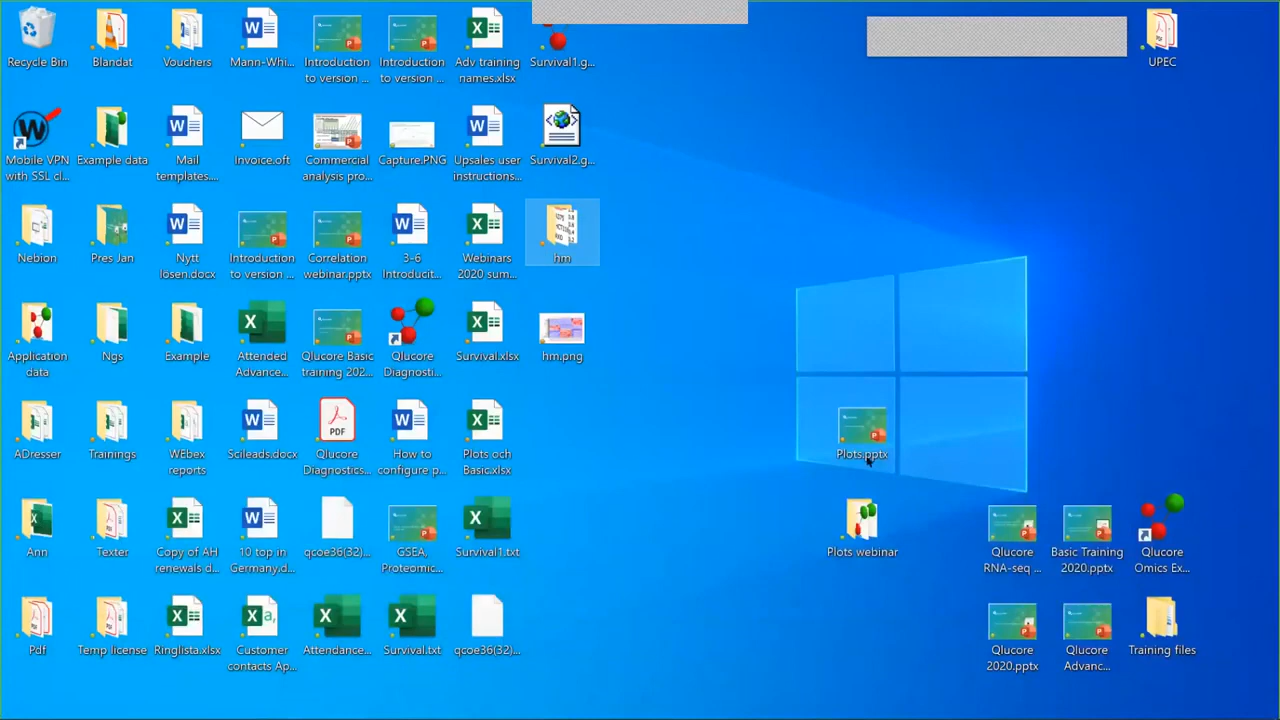 Recycle Bin
Blandat
Vouchers
Mann-Whi...
Introduction
to version ...
Introduction
to version ...
Adv training
names.xlsx
Survival1.g...
UPEC
Mobile VPN
with SSL cl...
Example data
Mail
templates....
Invoice.oft
Commercial
analysis pro...
Capture.PNG
Upsales user
instructions...
Survival2.g...
Nebion
Pres Jan
Nytt
lösen.docx
Introduction
to version ...
Correlation
webinar.pptx
3-6
Introducit...
Webinars
2020 sum...
hm
Application
data
Ngs
Example
Attended
Advance...
Qlucore Basic
training 202...
Qlucore
Diagnosti...
Survival.xlsx
hm.png
ADresser
Trainings
WEbex
reports
Scileads.docx
PDF
Qlucore
Diagnostics...
How to
configure p...
Plots och
Basic.xlsx
Plots.pptx
Ann
Texter
Copy of AH
renewals d...
10 top in
Germany.d...
qcoe36(32)...
GSEA,
Proteomic...
Survival1.txt
Plots webinar
Qlucore
RNA-seq ...
Basic Training
2020.pptx
Qlucore
Omics Ex...
Pdf
Temp license
Ringlista.xlsx
Customer
contacts Ap...
Attendance...
Survival.txt
qcoe36(32)...
Qlucore
2020.pptx
Qlucore
Advanc...
Training files